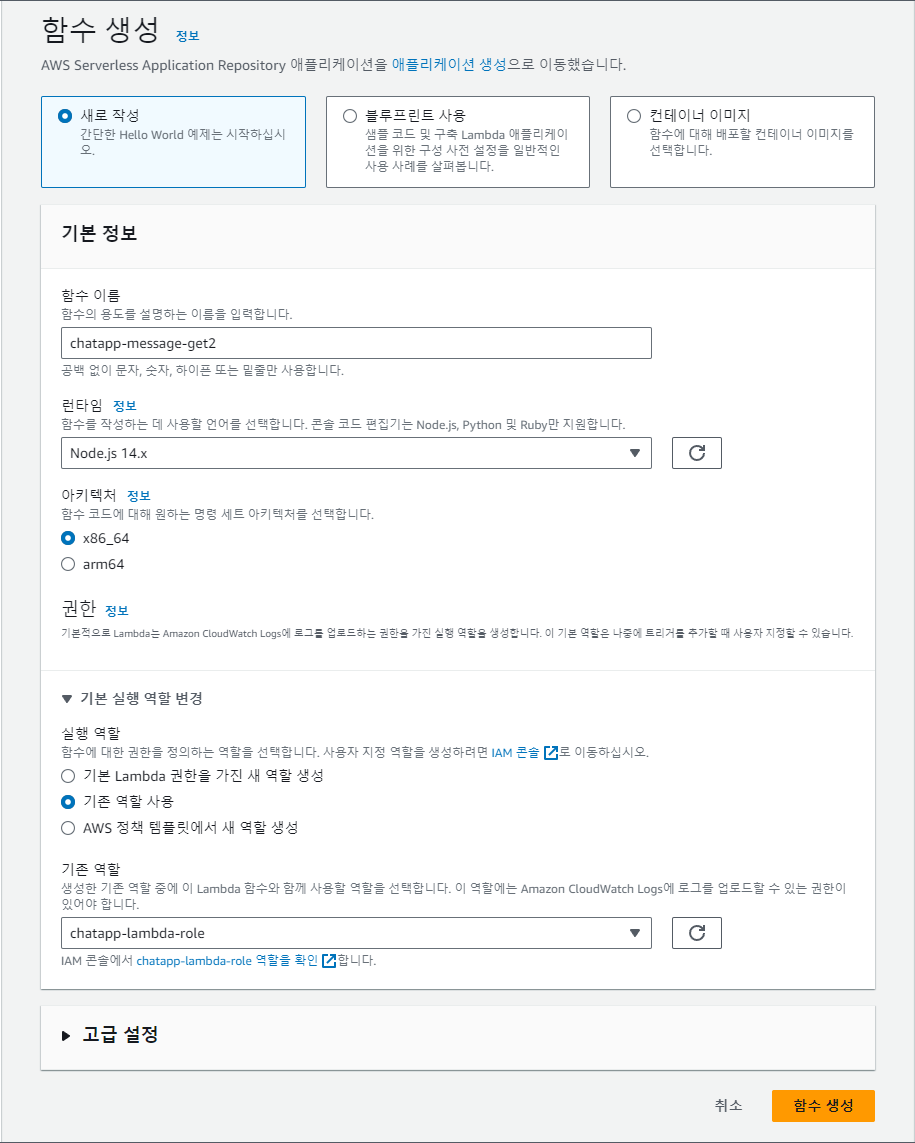 함수 생성 정보
AWS Serverless Application Repository 애플리케이션을 애플리케이션 생성으로 이동했습니다.
새로 작성
간단한 Hello World 예제는 시작하십시
오.
블루프린트 사용
샘플 코드 및 구축 Lambda 애플리케이
션을 위한 구성 사전 설정을 일반적인
사용 사례를 살펴봅니다.
컨테이너 이미지
함수에 대해 배포할 컨테이너 이미지를
선택합니다.
기본 정보
함수 이름
함수의 용도를 설명하는 이름을 입력합니다.
chatapp-message-get2
공백 없이 문자, 숫자, 하이픈 또는 밑줄만 사용합니다.
런타임 정보
함수를 작성하는 데 사용할 언어를 선택합니다. 콘솔 코드 편집기는 Node.js, Python 및 Ruby만 지원합니다.
Node.js 14.x
아키텍처 정보
함수 코드에 대해 원하는 명령 세트 아키텍처를 선택합니다.
x86_64
arm64
권한 정보
기본적으로 Lambda는 Amazon CloudWatch Logs에 로그를 업로드하는 권한을 가진 실행 역할을 생성합니다. 이 기본 역할은 나중에 트리거를 추가할 때 사용자 지정할 수 있습니다.
기본 실행 역할 변경
실행 역할
함수에 대한 권한을 정의하는 역할을 선택합니다. 사용자 지정 역할을 생성하려면 IAM 콘솔로 이동하십시오.
기본 Lambda 권한을 가진 새 역할 생성
기존 역할 사용
AWS 정책 템플릿에서 새 역할 생성
기존 역할
생성한 기존 역할 중에 이 Lambda 함수와 함께 사용할 역할을 선택합니다. 이 역할에는 Amazon CloudWatch Logs에 로그를 업로드할 수 있는 권한이
있어야 합니다.
chatapp-lambda-role
IAM 콘솔에서 chatapp-lambda-role 역할을 확인합니다.
고급 설정
취소
함수 생성